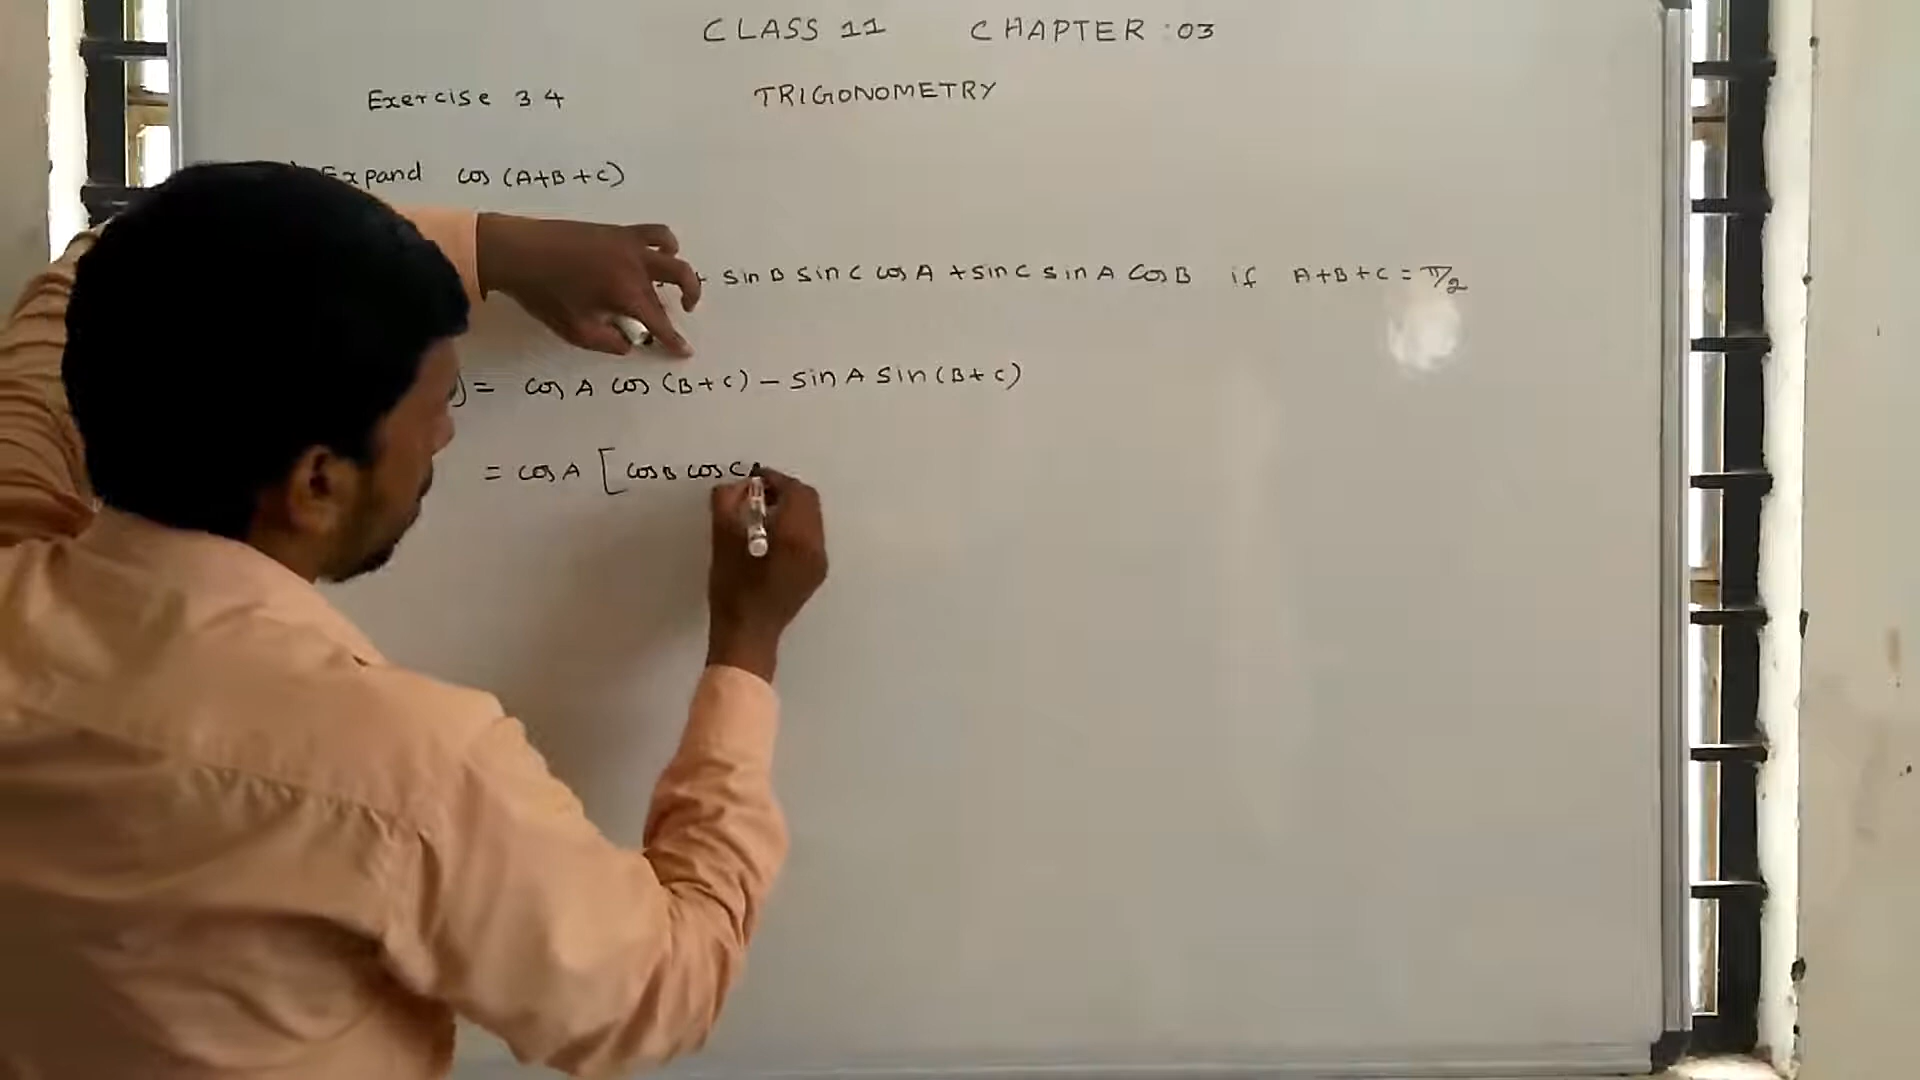 CLASS 11 CHAPTER : 03
Exercise 3 4 TRIGONOMETRY
Expand cos (A+B+C)
+ sin B sin C cos A + sin C sin A cos B if A+B+C = π/2
) = cos A cos (B+C) − sin A sin (B+C)
= cos A [ cos B cos C